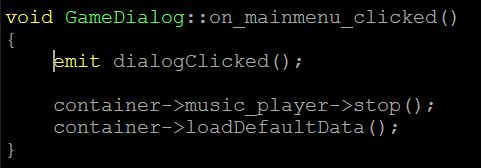 void GameDialog::on_mainmenu_clicked()
{
    emit dialogClicked();

    container->music_player->stop();
    container->loadDefaultData();
}